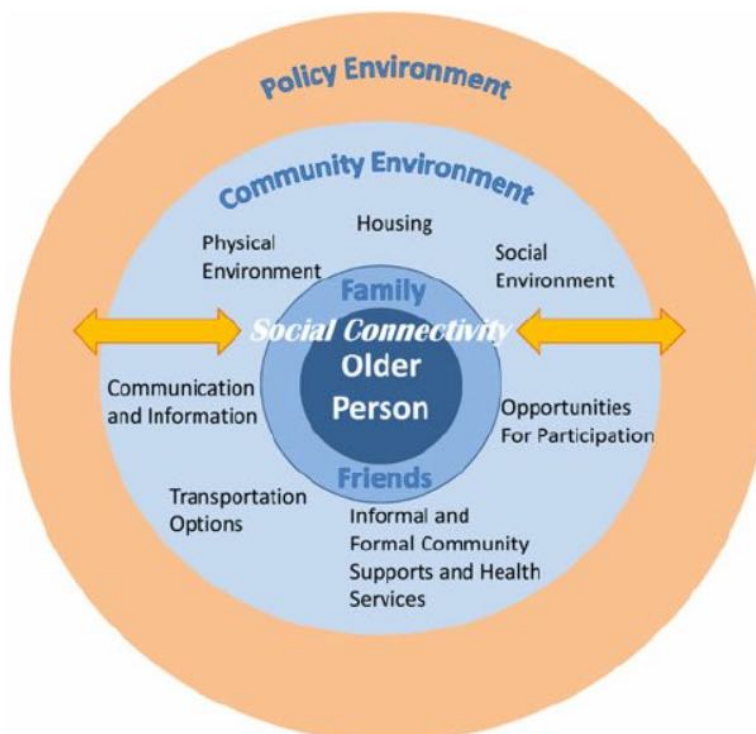 Policy Environment
Community Environment
Housing
Physical
Environment
Social
Environment
Family
Social Connectivity
Older
Person
Communication
and Information
Opportunities
For Participation
Friends
Transportation
Options
Informal and
Formal Community
Supports and Health
Services